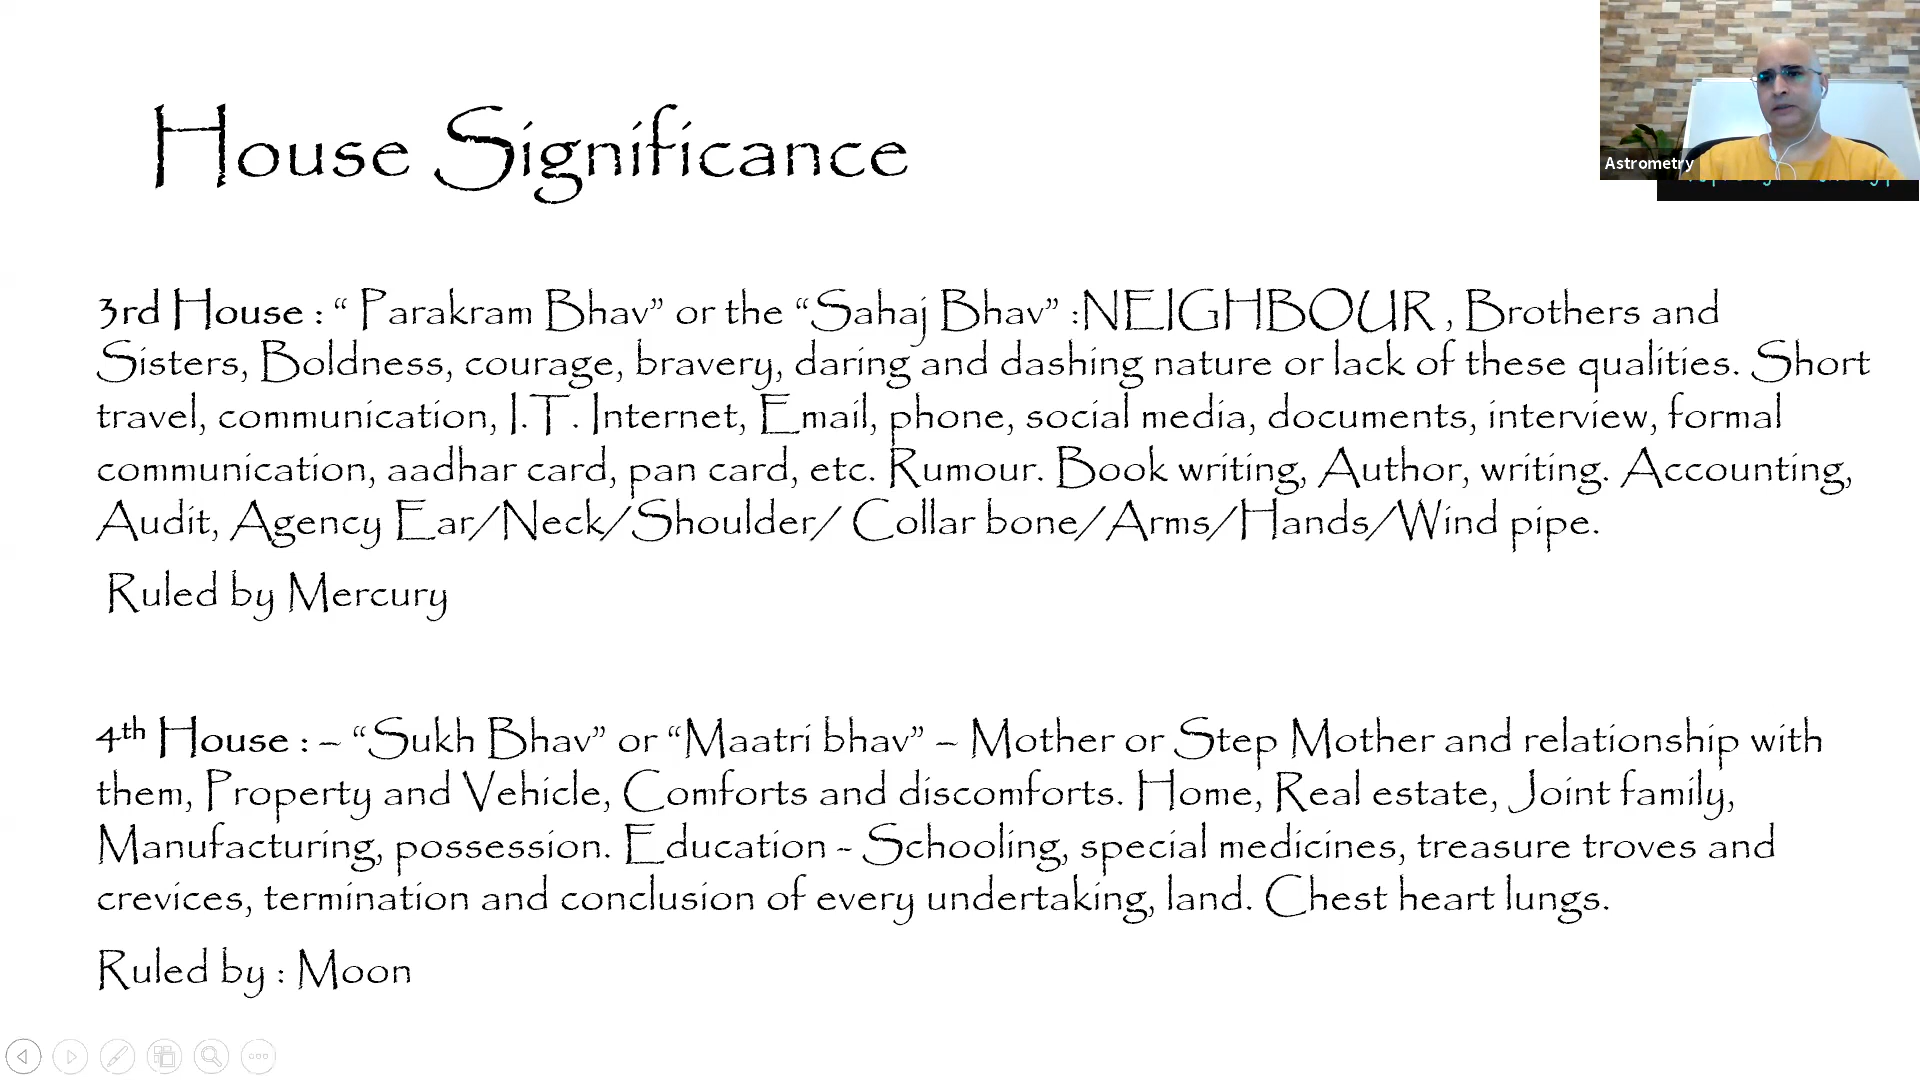 House Significance
Astrometry
3rd House : “ Parakram Bhav” or the “Sahaj Bhav” :NEIGHBOUR , Brothers and
Sisters, Boldness, courage, bravery, daring and dashing nature or lack of these qualities. Short
travel, communication, I.T. Internet, Email, phone, social media, documents, interview, formal
communication, aadhar card, pan card, etc. Rumour. Book writing, Author, writing. Accounting,
Audit, Agency Ear/Neck/Shoulder/ Collar bone/Arms/Hands/Wind pipe.
Ruled by Mercury
4th House : – “Sukh Bhav” or “Maatri bhav” – Mother or Step Mother and relationship with
them, Property and Vehicle, Comforts and discomforts. Home, Real estate, Joint family,
Manufacturing, possession. Education - Schooling, special medicines, treasure troves and
crevices, termination and conclusion of every undertaking, land. Chest heart lungs.
Ruled by : Moon